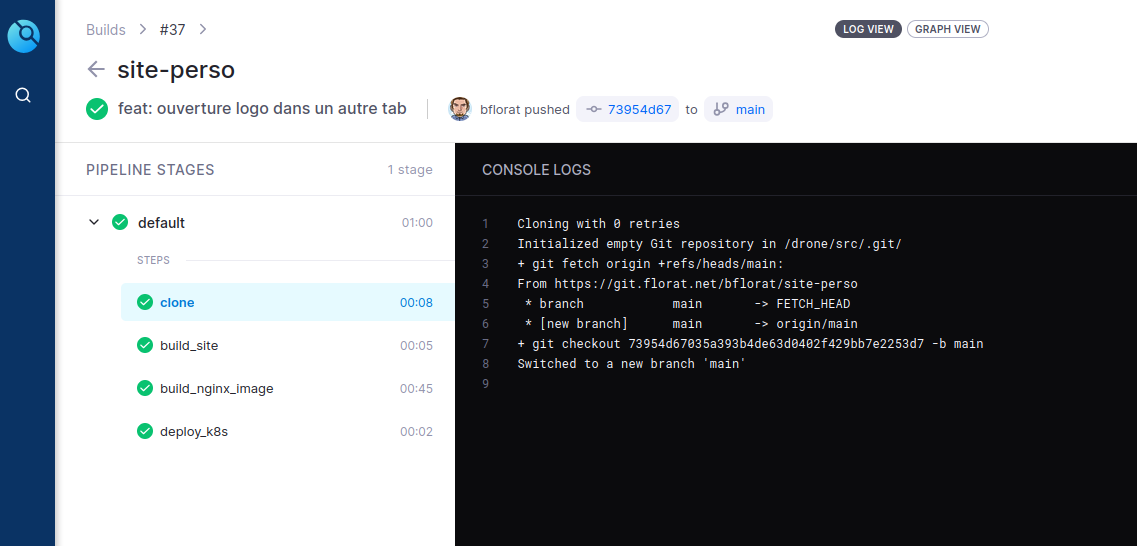 Builds > #37 >
LOG VIEW
GRAPH VIEW
site-perso
feat: ouverture logo dans un autre tab
bflorat pushed 73954d67 to main
PIPELINE STAGES
1 stage
default 01:00
STEPS
clone 00:08
build_site 00:05
build_nginx_image 00:45
deploy_k8s 00:02
CONSOLE LOGS
1 Cloning with 0 retries
2 Initialized empty Git repository in /drone/src/.git/
3 + git fetch origin +refs/heads/main:
4 From https://git.florat.net/bflorat/site-perso
5 * branch main -> FETCH_HEAD
6 * [new branch] main -> origin/main
7 + git checkout 73954d67035a393b4de63d0402f429bb7e2253d7 -b main
8 Switched to a new branch 'main'
9